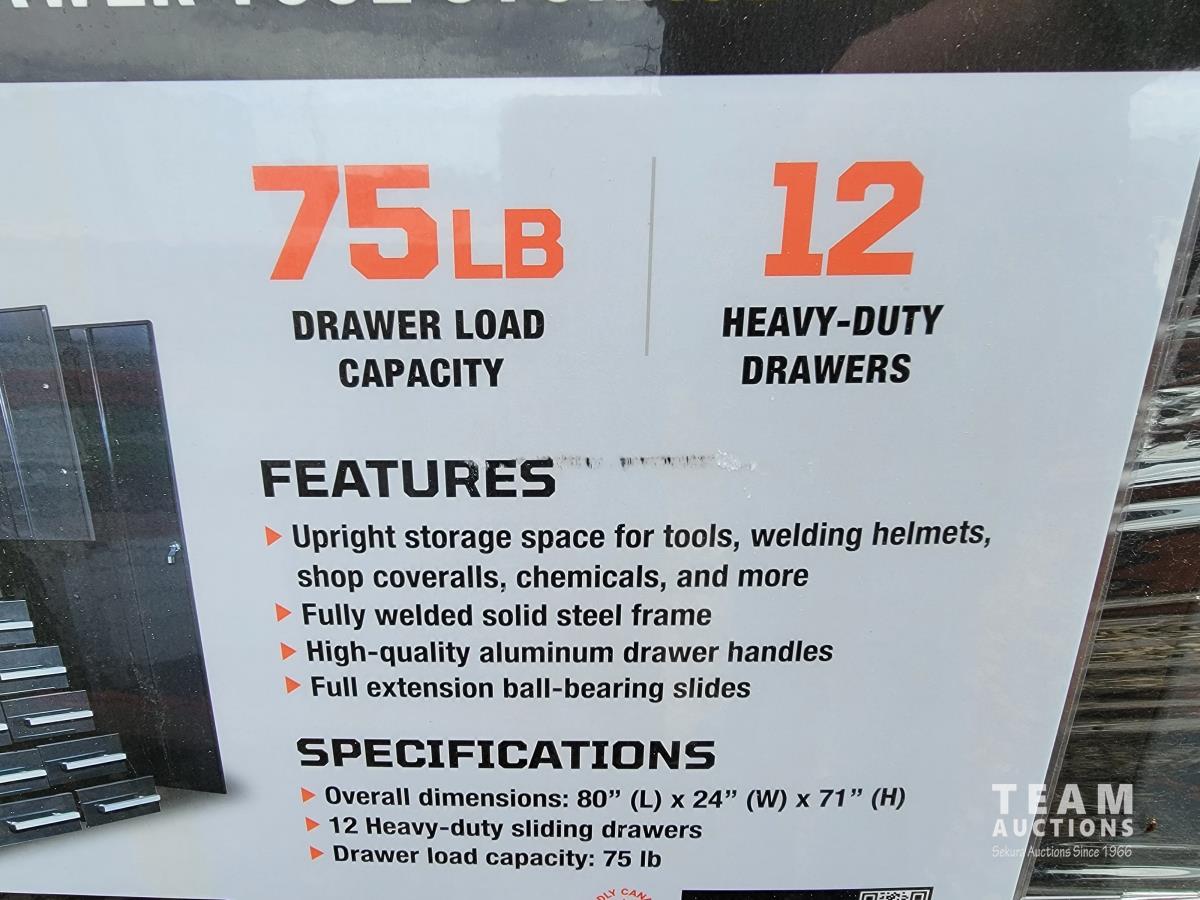 75 LB
DRAWER LOAD
CAPACITY
12
HEAVY-DUTY
DRAWERS
FEATURES
Upright storage space for tools, welding helmets,
shop coveralls, chemicals, and more
Fully welded solid steel frame
High-quality aluminum drawer handles
Full extension ball-bearing slides
SPECIFICATIONS
Overall dimensions: 80” (L) x 24” (W) x 71” (H)
12 Heavy-duty sliding drawers
Drawer load capacity: 75 lb
TEAM
AUCTIONS
Sekura Auctions Since 1966